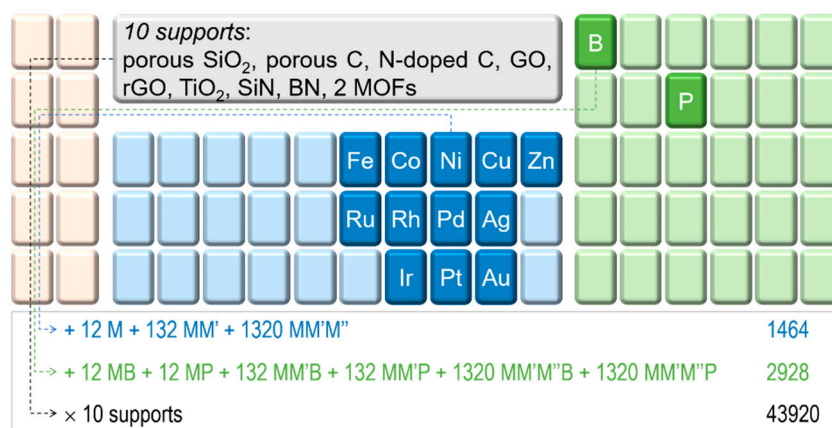 10 supports:
porous SiO₂, porous C, N-doped C, GO,
rGO, TiO₂, SiN, BN, 2 MOFs
B
P
Fe Co Ni Cu Zn
Ru Rh Pd Ag
Ir Pt Au
+ 12 M + 132 MM' + 1320 MM'M" 1464
+ 12 MB + 12 MP + 132 MM'B + 132 MM'P + 1320 MM'M"B + 1320 MM'M"P 2928
× 10 supports 43920